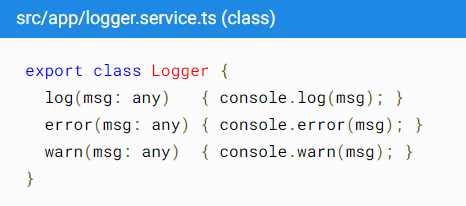 src/app/logger.service.ts (class)
export class Logger {
  log(msg: any)   { console.log(msg); }
  error(msg: any) { console.error(msg); }
  warn(msg: any)  { console.warn(msg); }
}